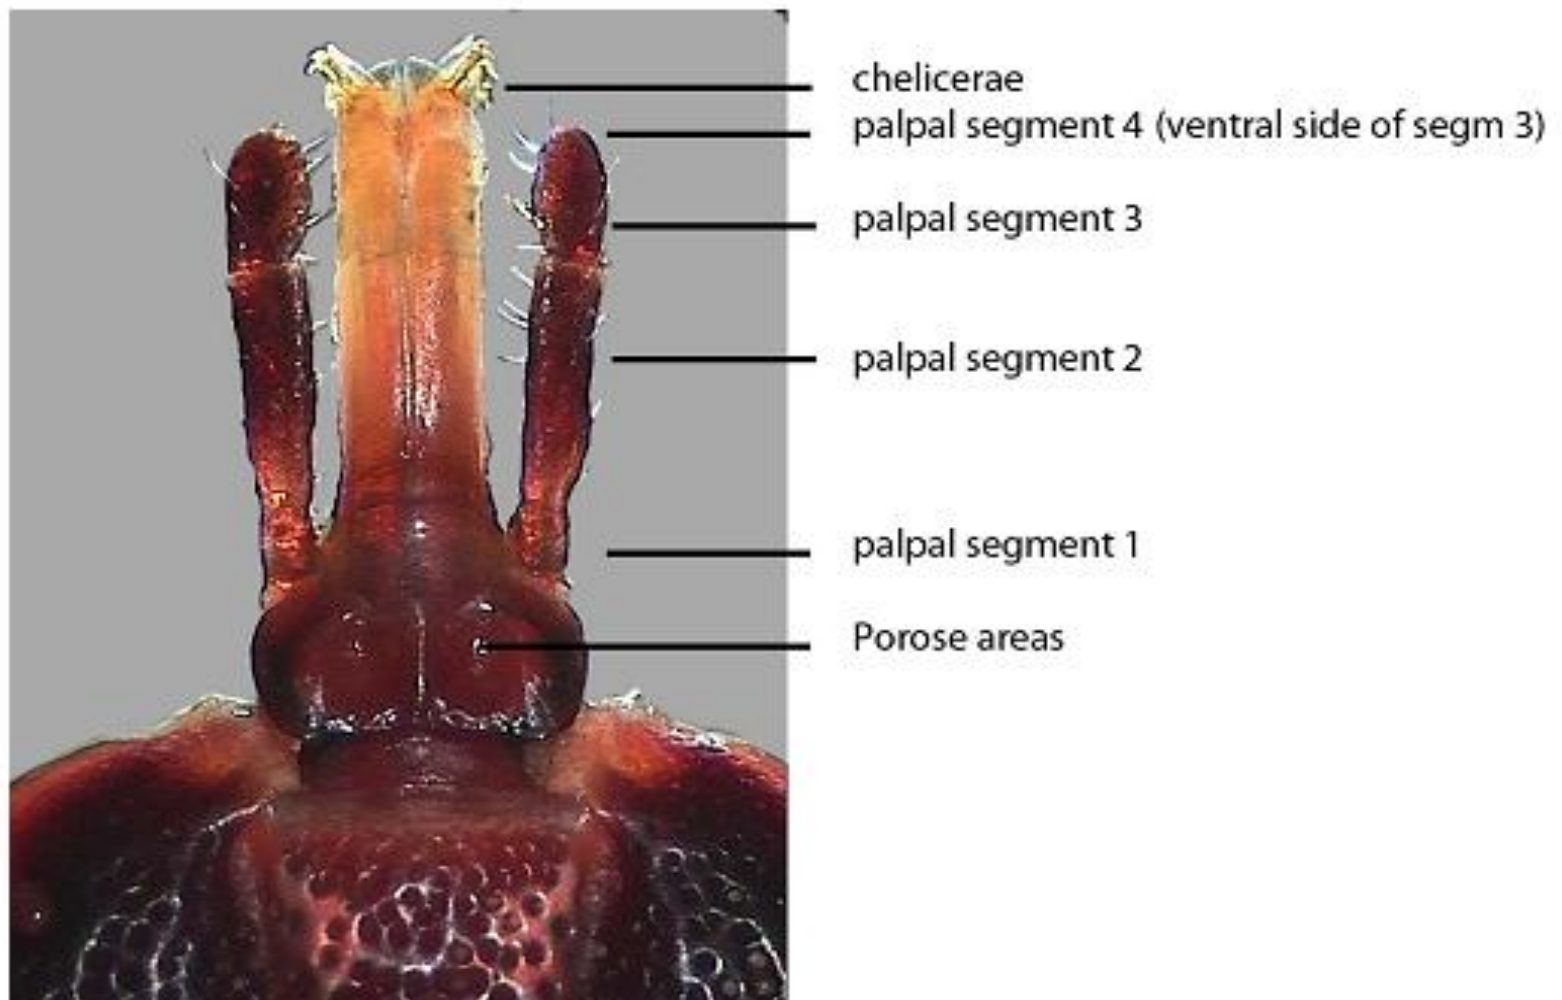 chelicerae
palpal segment 4 (ventral side of segm 3)
palpal segment 3
palpal segment 2
palpal segment 1
Porose areas